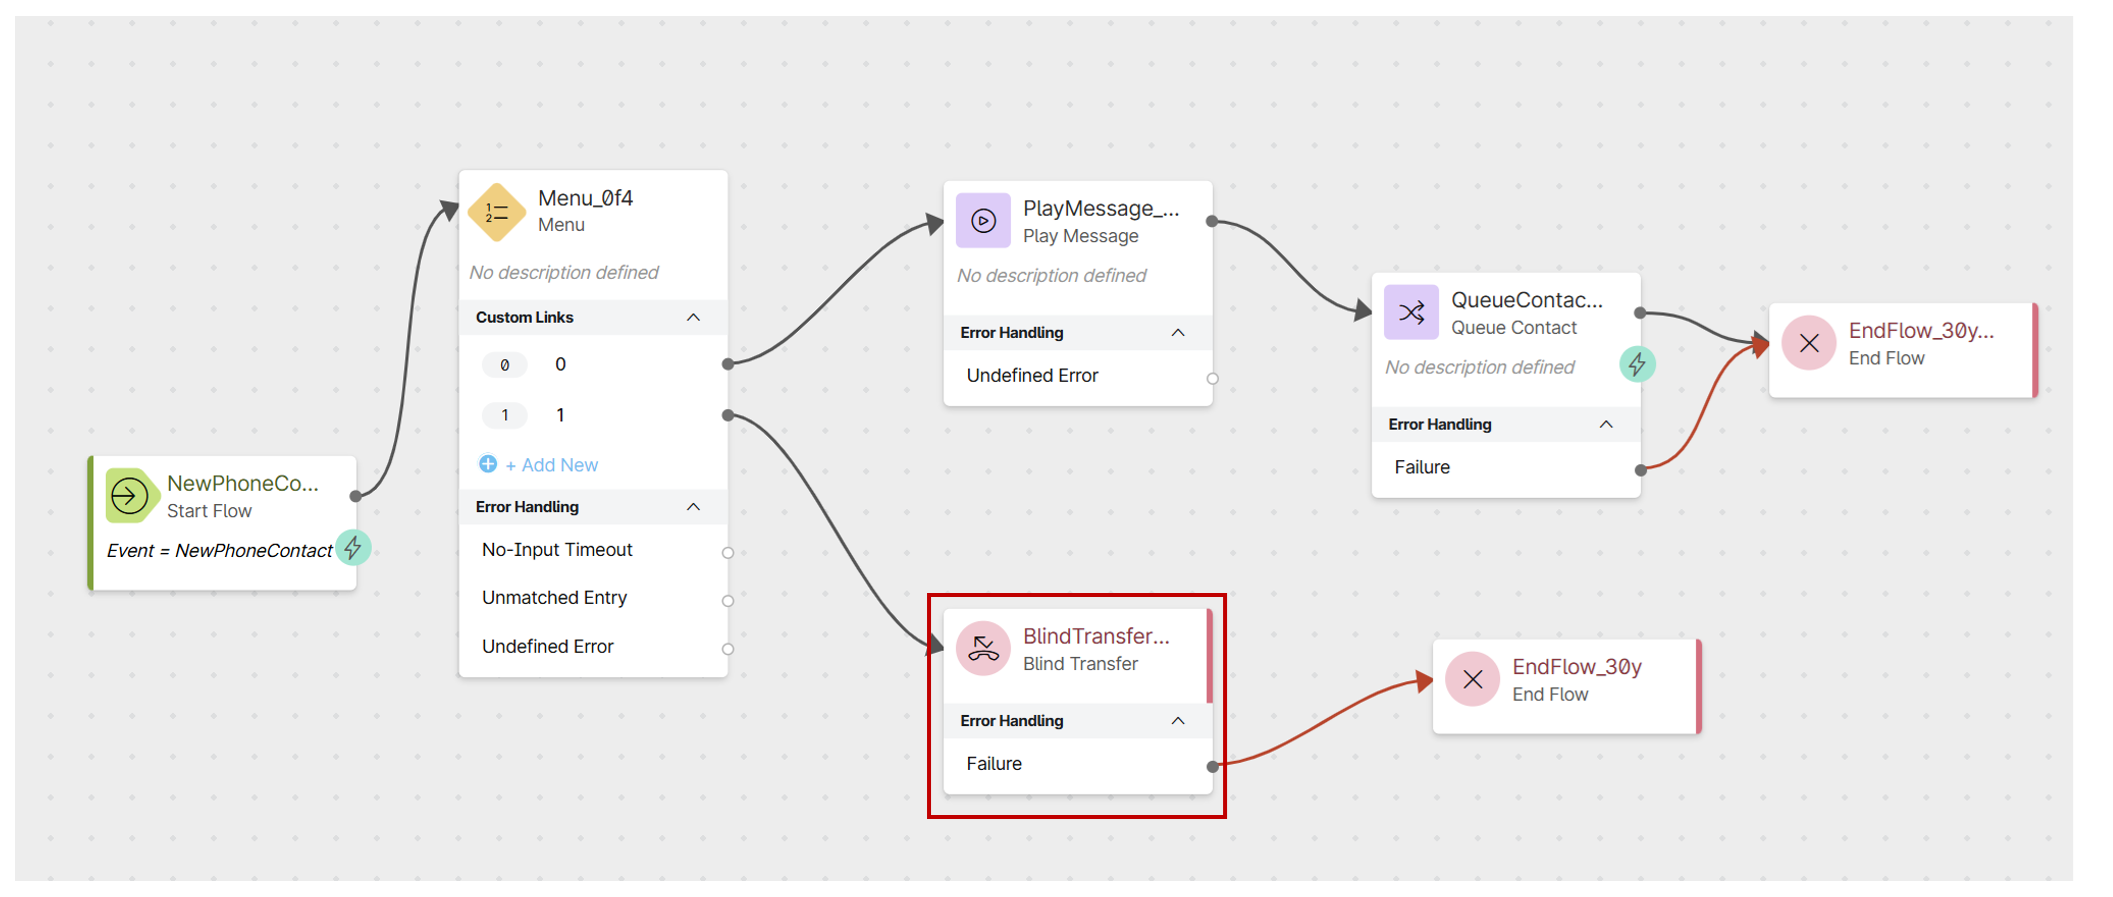 NewPhoneCo...
Start Flow
Event = NewPhoneContact
1
2
Menu_0f4
Menu
No description defined
Custom Links
0 0
1 1
+ Add New
Error Handling
No-Input Timeout
Unmatched Entry
Undefined Error
PlayMessage_...
Play Message
No description defined
Error Handling
Undefined Error
QueueContac...
Queue Contact
No description defined
Error Handling
Failure
EndFlow_30y...
End Flow
BlindTransfer...
Blind Transfer
Error Handling
Failure
EndFlow_30y
End Flow